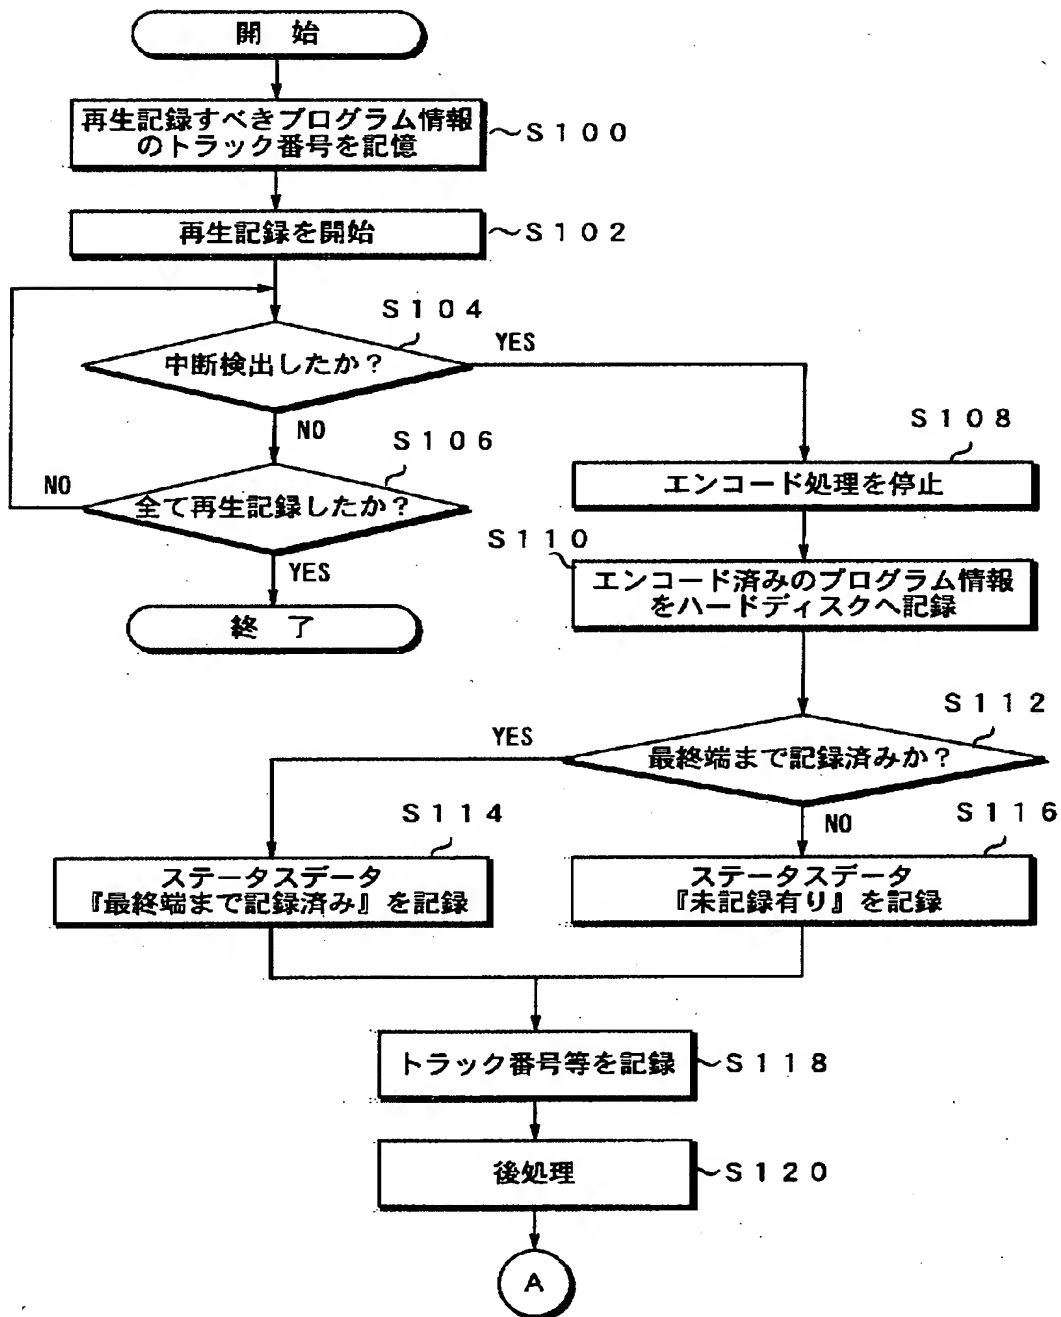 開 始
再生記録すべきプログラム情報
のトラック番号を記憶
～S100
再生記録を開始
～S102
S104
中断検出したか?
YES
NO
S106
NO
全て再生記録したか?
YES
終 了
S108
エンコード処理を停止
S110
エンコード済みのプログラム情報
をハードディスクへ記録
S112
YES
最終端まで記録済みか?
NO
S114
ステータスデータ
『最終端まで記録済み』を記録
S116
ステータスデータ
『未記録有り』を記録
トラック番号等を記録
～S118
後処理
～S120
A